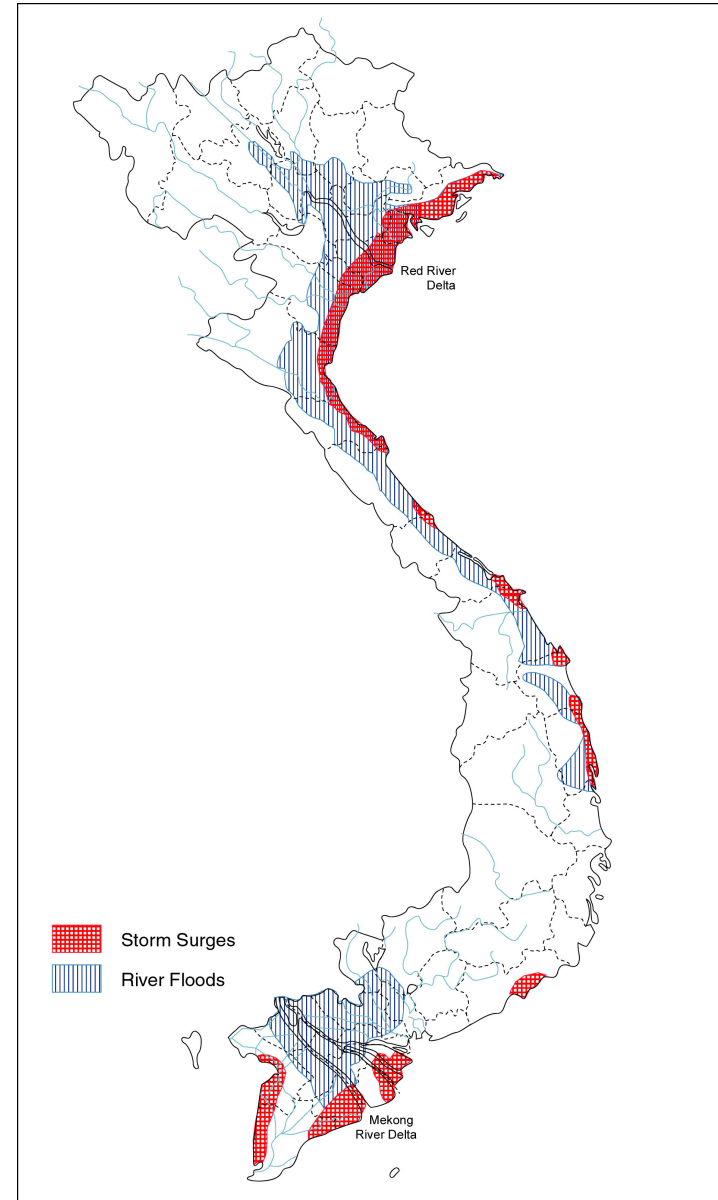 Red River
Delta
Storm Surges
River Floods
Mekong
River Delta